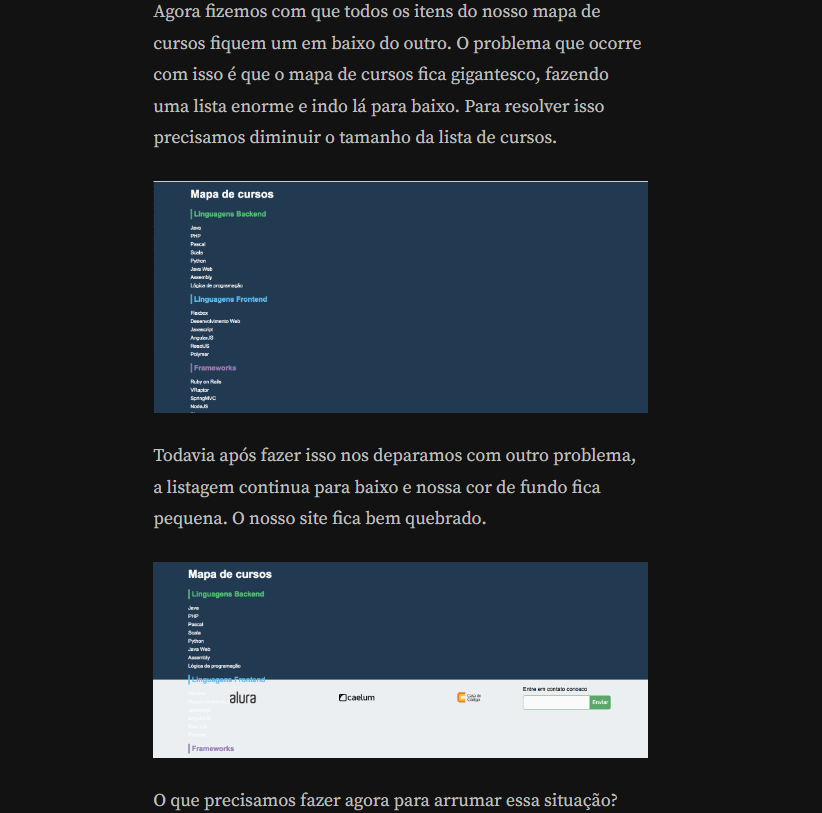 Agora fizemos com que todos os itens do nosso mapa de
cursos fiquem um em baixo do outro. O problema que ocorre
com isso é que o mapa de cursos fica gigantesco, fazendo
uma lista enorme e indo lá para baixo. Para resolver isso
precisamos diminuir o tamanho da lista de cursos.
Mapa de cursos
Linguagens Backend
Java
PHP
Pascal
Scala
Python
Java Web
Assembly
Lógica de programação
Linguagens Frontend
Flexbox
Desenvolvimento Web
Javascript
AngularJS
ReactJS
Polymer
Frameworks
Ruby on Rails
VRaptor
SpringMVC
NodeJS
Todavia após fazer isso nos deparamos com outro problema,
a listagem continua para baixo e nossa cor de fundo fica
pequena. O nosso site fica bem quebrado.
Mapa de cursos
Linguagens Backend
Java
PHP
Pascal
Scala
Python
Java Web
Assembly
Lógica de programação
Linguagens Frontend
alura
caelum
Casa do
Código
Entre em contato conosco
Enviar
Frameworks
O que precisamos fazer agora para arrumar essa situação?